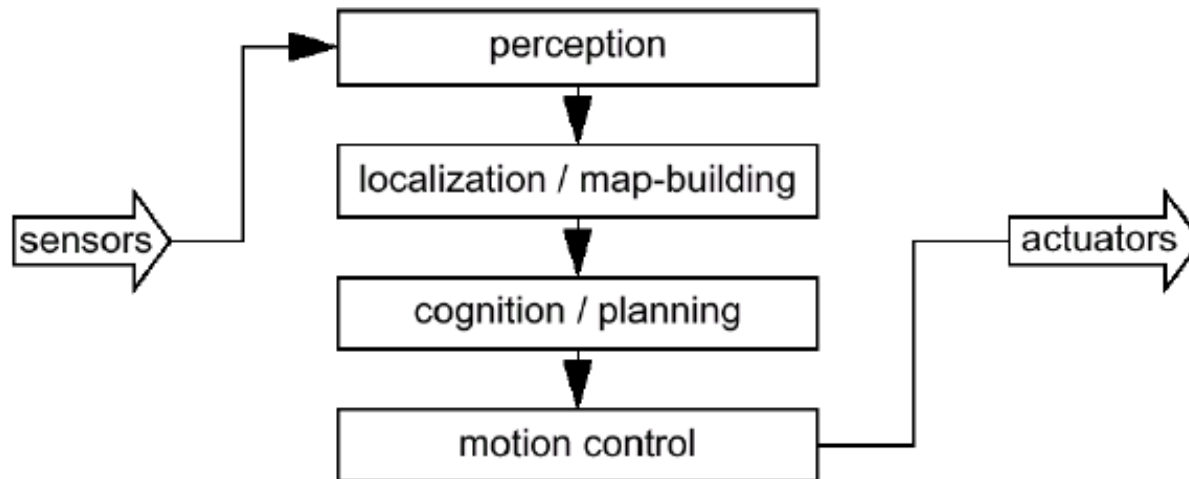 perception
localization / map-building
sensors
actuators
cognition / planning
motion control